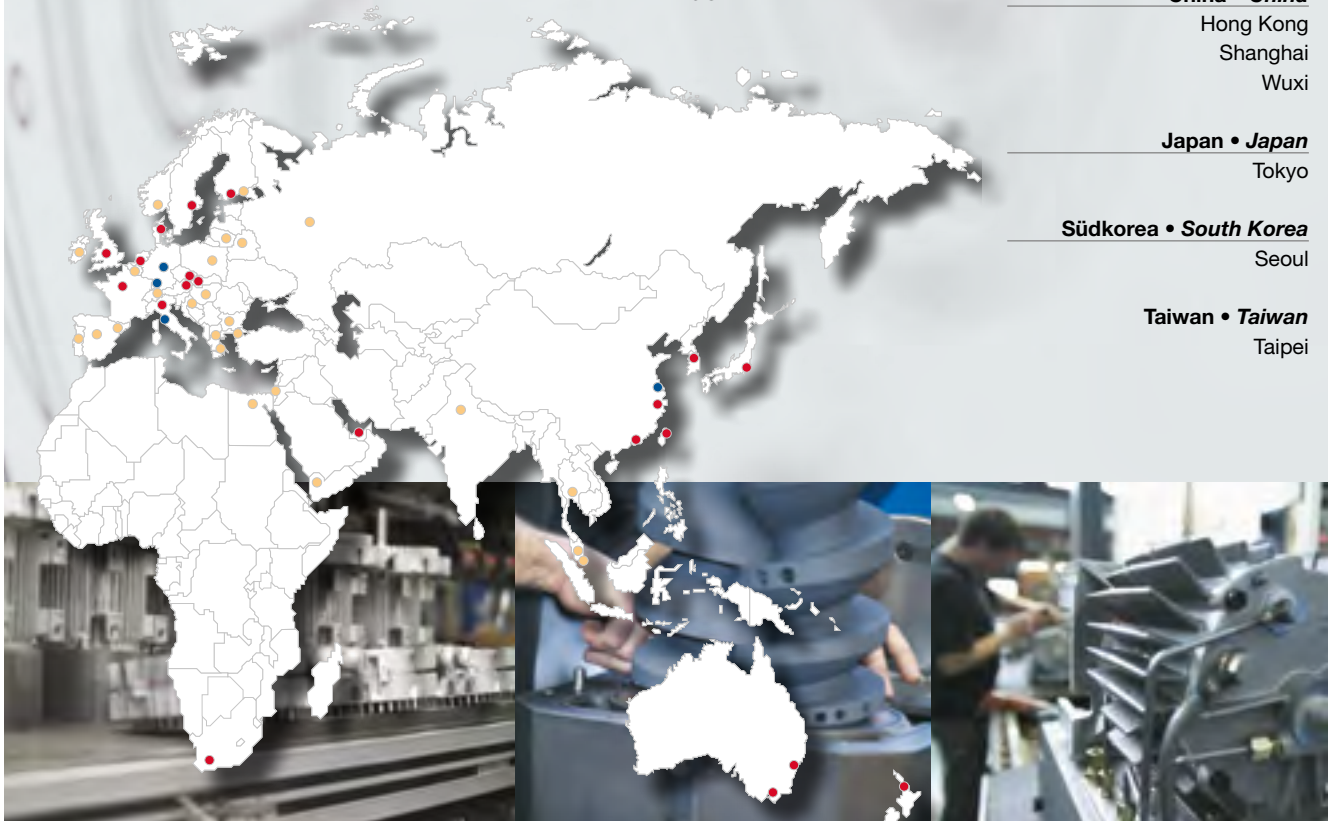 Hong Kong
Shanghai
Wuxi
Japan • Japan
Tokyo
Südkorea • South Korea
Seoul
Taiwan • Taiwan
Taipei